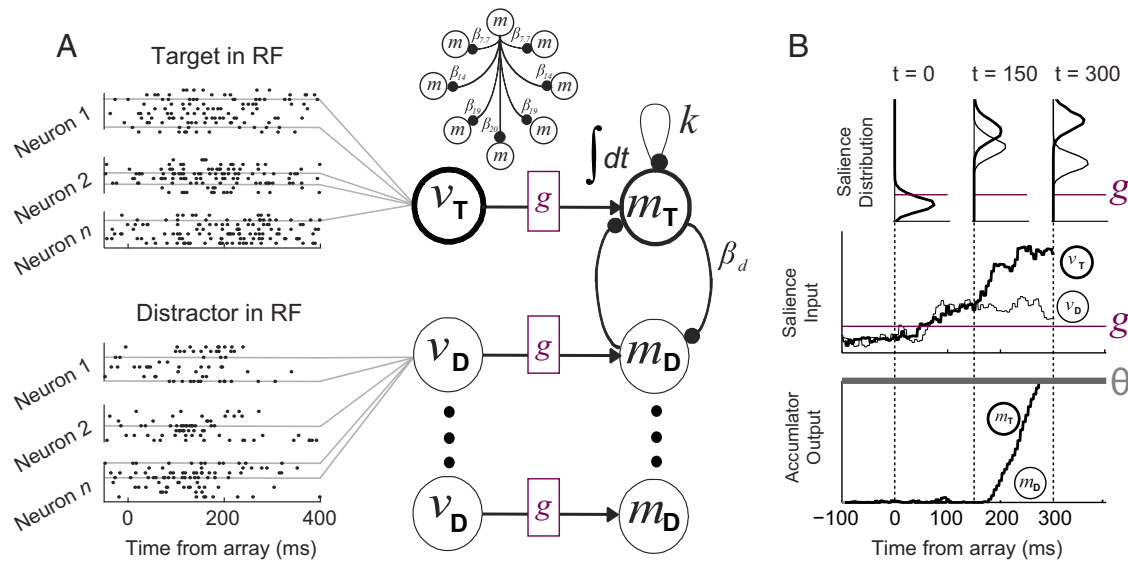 A
Target in RF
Neuron 1
Neuron 2
Neuron n
Distractor in RF
Neuron 1
Neuron 2
Neuron n
0 200 400
Time from array (ms)
m
m β7,7 β7,7 m
m β14 β14 m
m β19 β20 β19 m
m
∫dt
k
vT g mT
βd
vD g mD
vD g mD
B
t = 0 t = 150 t = 300
Salience Distribution
g
Salience Input
vT
vD
g
θ
Accumlator Output
mT
mD
−100 0 100 200 300
Time from array (ms)